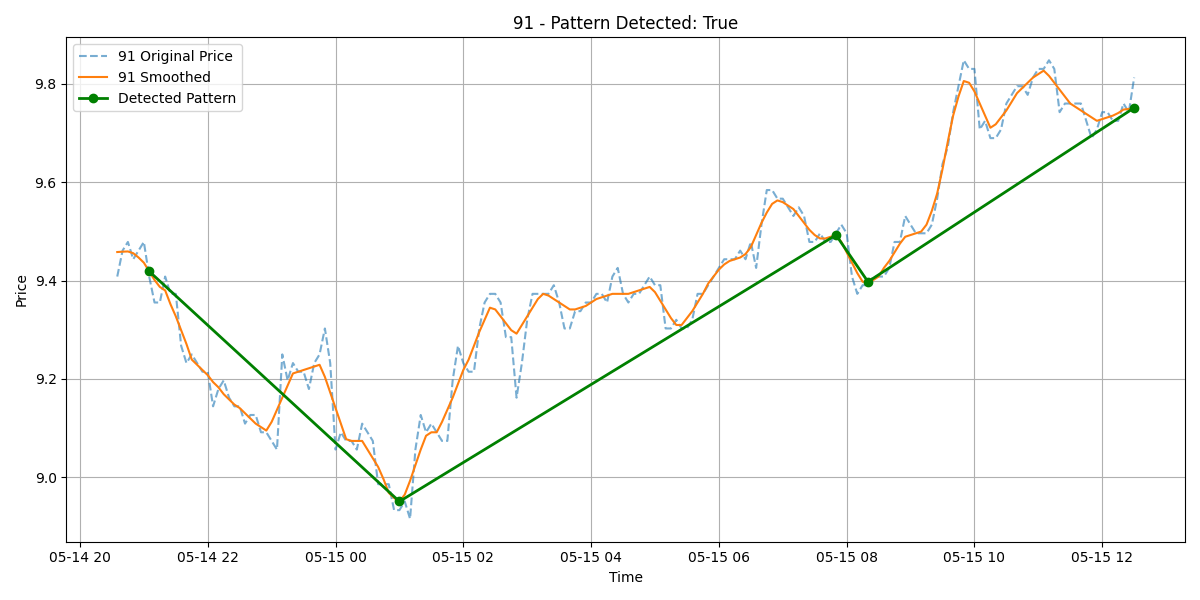 91 - Pattern Detected: True
91 Original Price
91 Smoothed
Detected Pattern
Price
9.8
9.6
9.4
9.2
9.0
05-14 20
05-14 22
05-15 00
05-15 02
05-15 04
05-15 06
05-15 08
05-15 10
05-15 12
Time